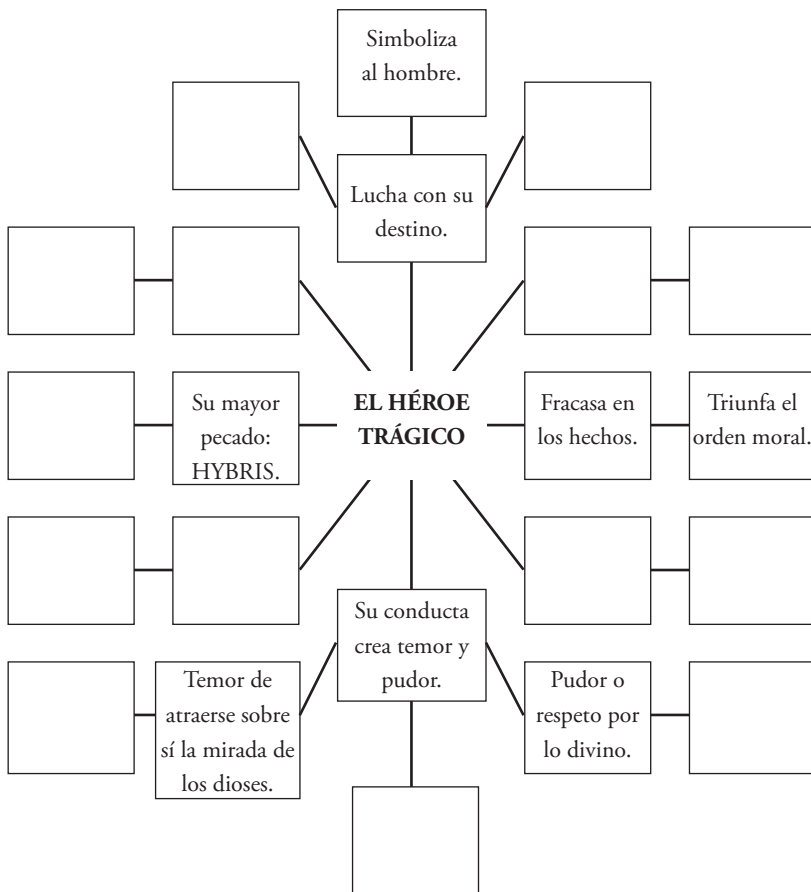 Simboliza
al hombre.
Lucha con su
destino.
Su mayor
pecado:
HYBRIS.
EL HÉROE
TRÁGICO
Fracasa en
los hechos.
Triunfa el
orden moral.
Su conducta
crea temor y
pudor.
Temor de
atraerse sobre
sí la mirada de
los dioses.
Pudor o
respeto por
lo divino.